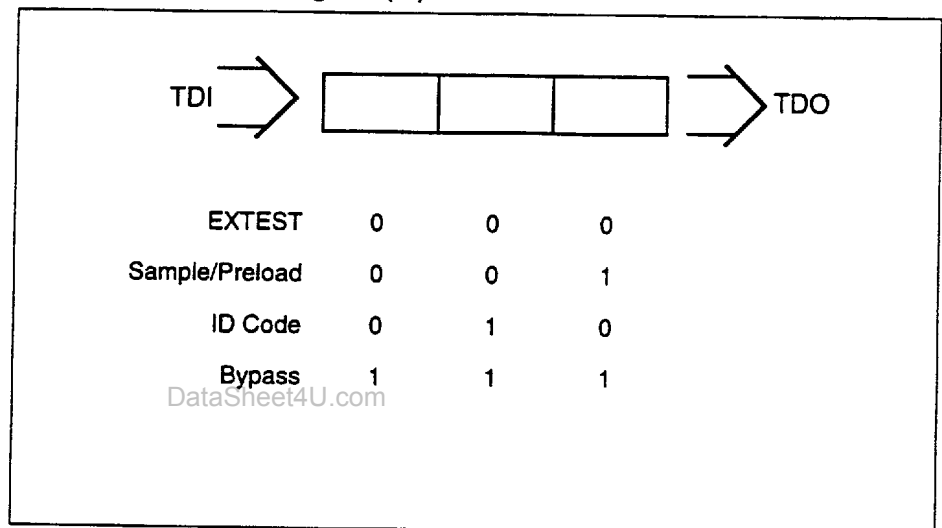 TDI TDO
EXTEST 0 0 0
Sample/Preload 0 0 1
ID Code 0 1 0
Bypass 1 1 1
DataSheet4U.com